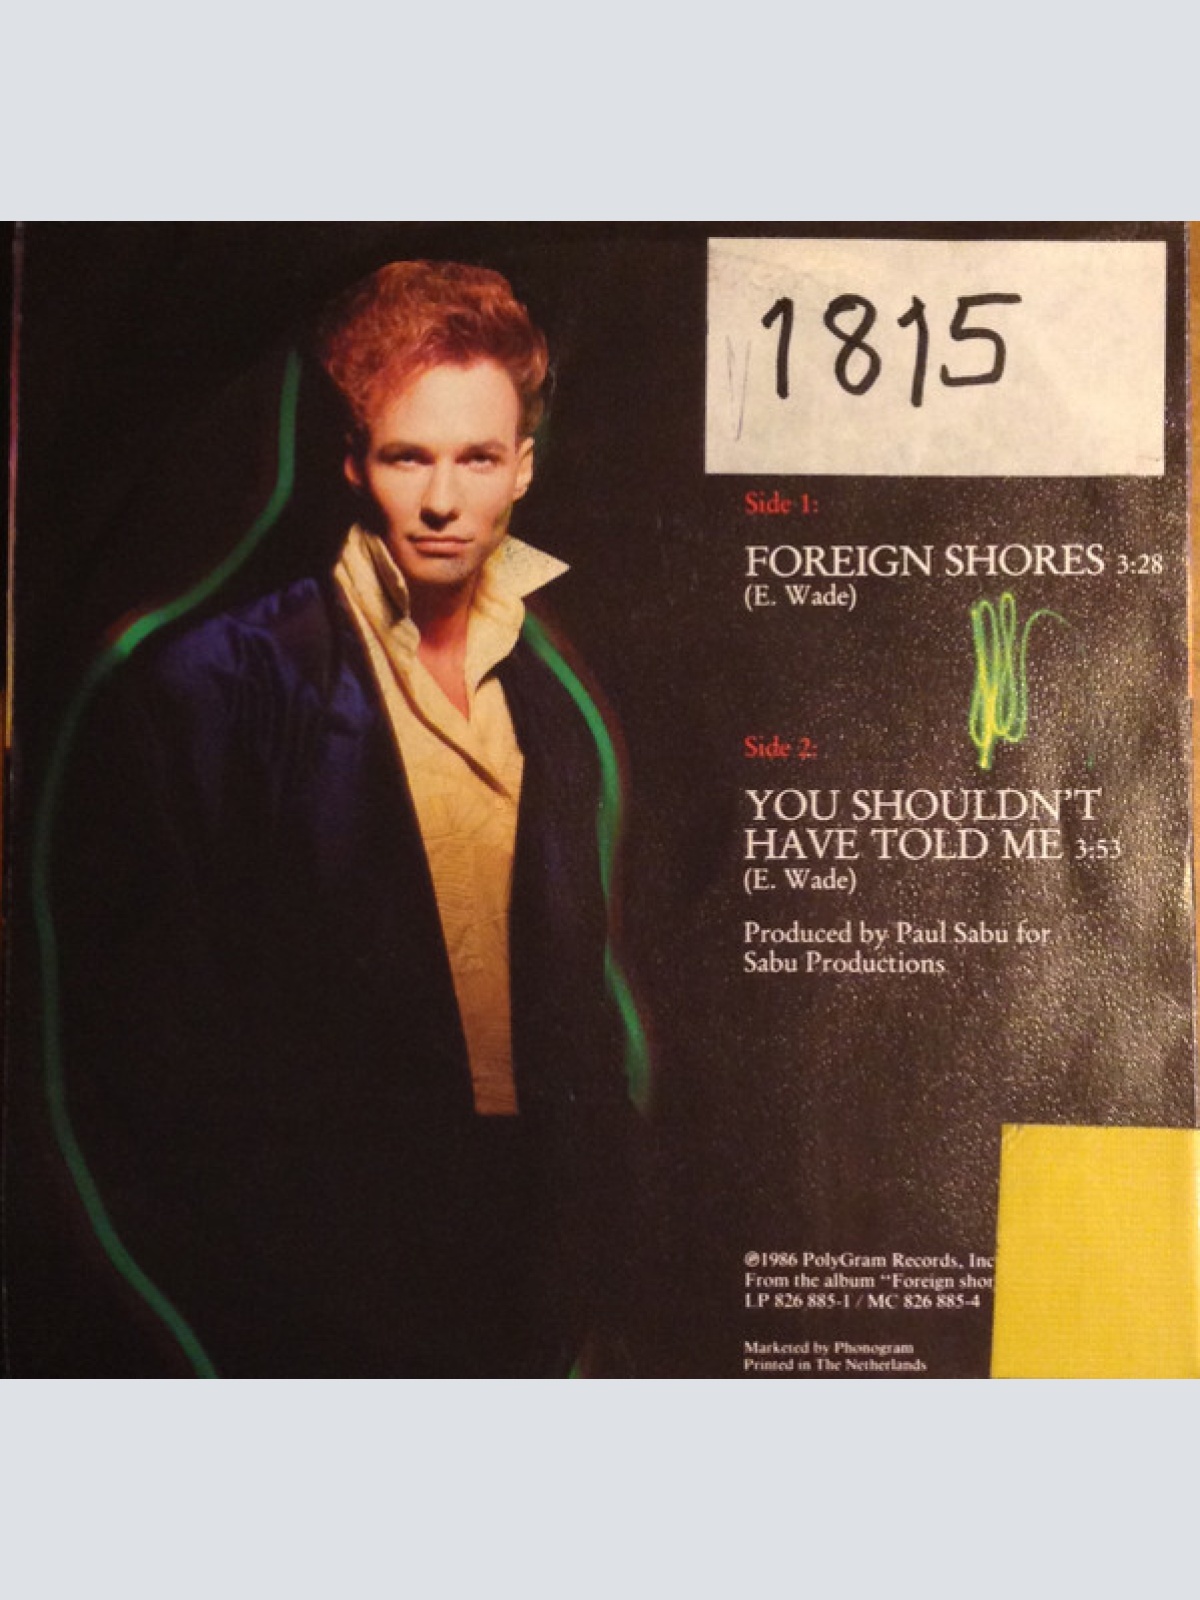 1815
Side 1:
FOREIGN SHORES 3:28
(E. Wade)
Side 2:
YOU SHOULDN'T
HAVE TOLD ME 3:53
(E. Wade)
Produced by Paul Sabu for
Sabu Productions
℗1986 PolyGram Records, Inc
From the album "Foreign shor
LP 826 885-1 / MC 826 885-4
Marketed by Phonogram
Printed in The Netherlands